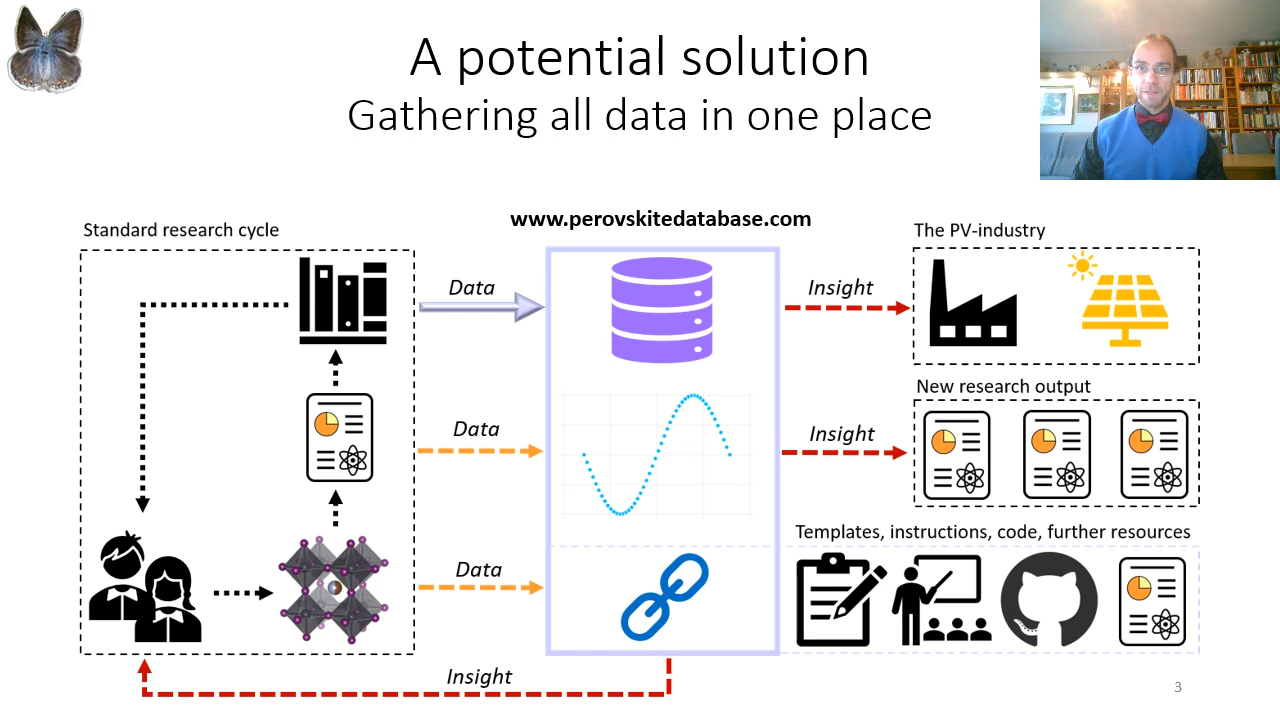 A potential solution
Gathering all data in one place
www.perovskitedatabase.com
Standard research cycle
The PV-industry
Data
Insight
New research output
Data
Insight
Templates, instructions, code, further resources
Data
Insight
3